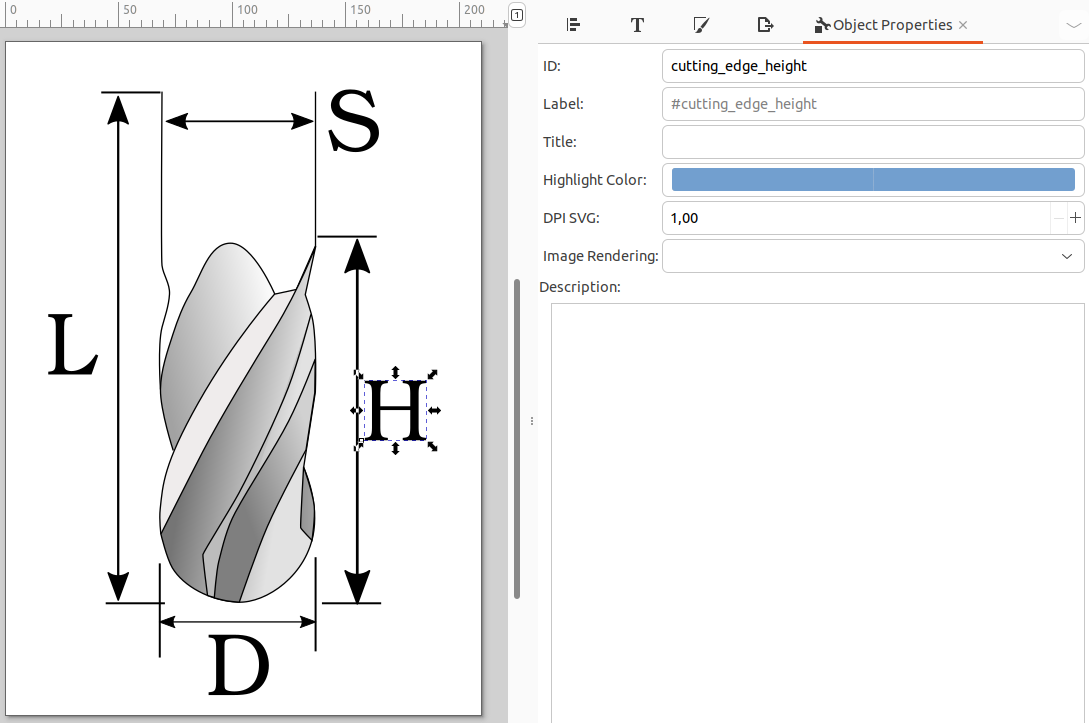 0 50 100 150 200
1
S
L
H
D
T
Object Properties
ID: cutting_edge_height
Label: #cutting_edge_height
Title:
Highlight Color:
DPI SVG: 1,00
Image Rendering:
Description: